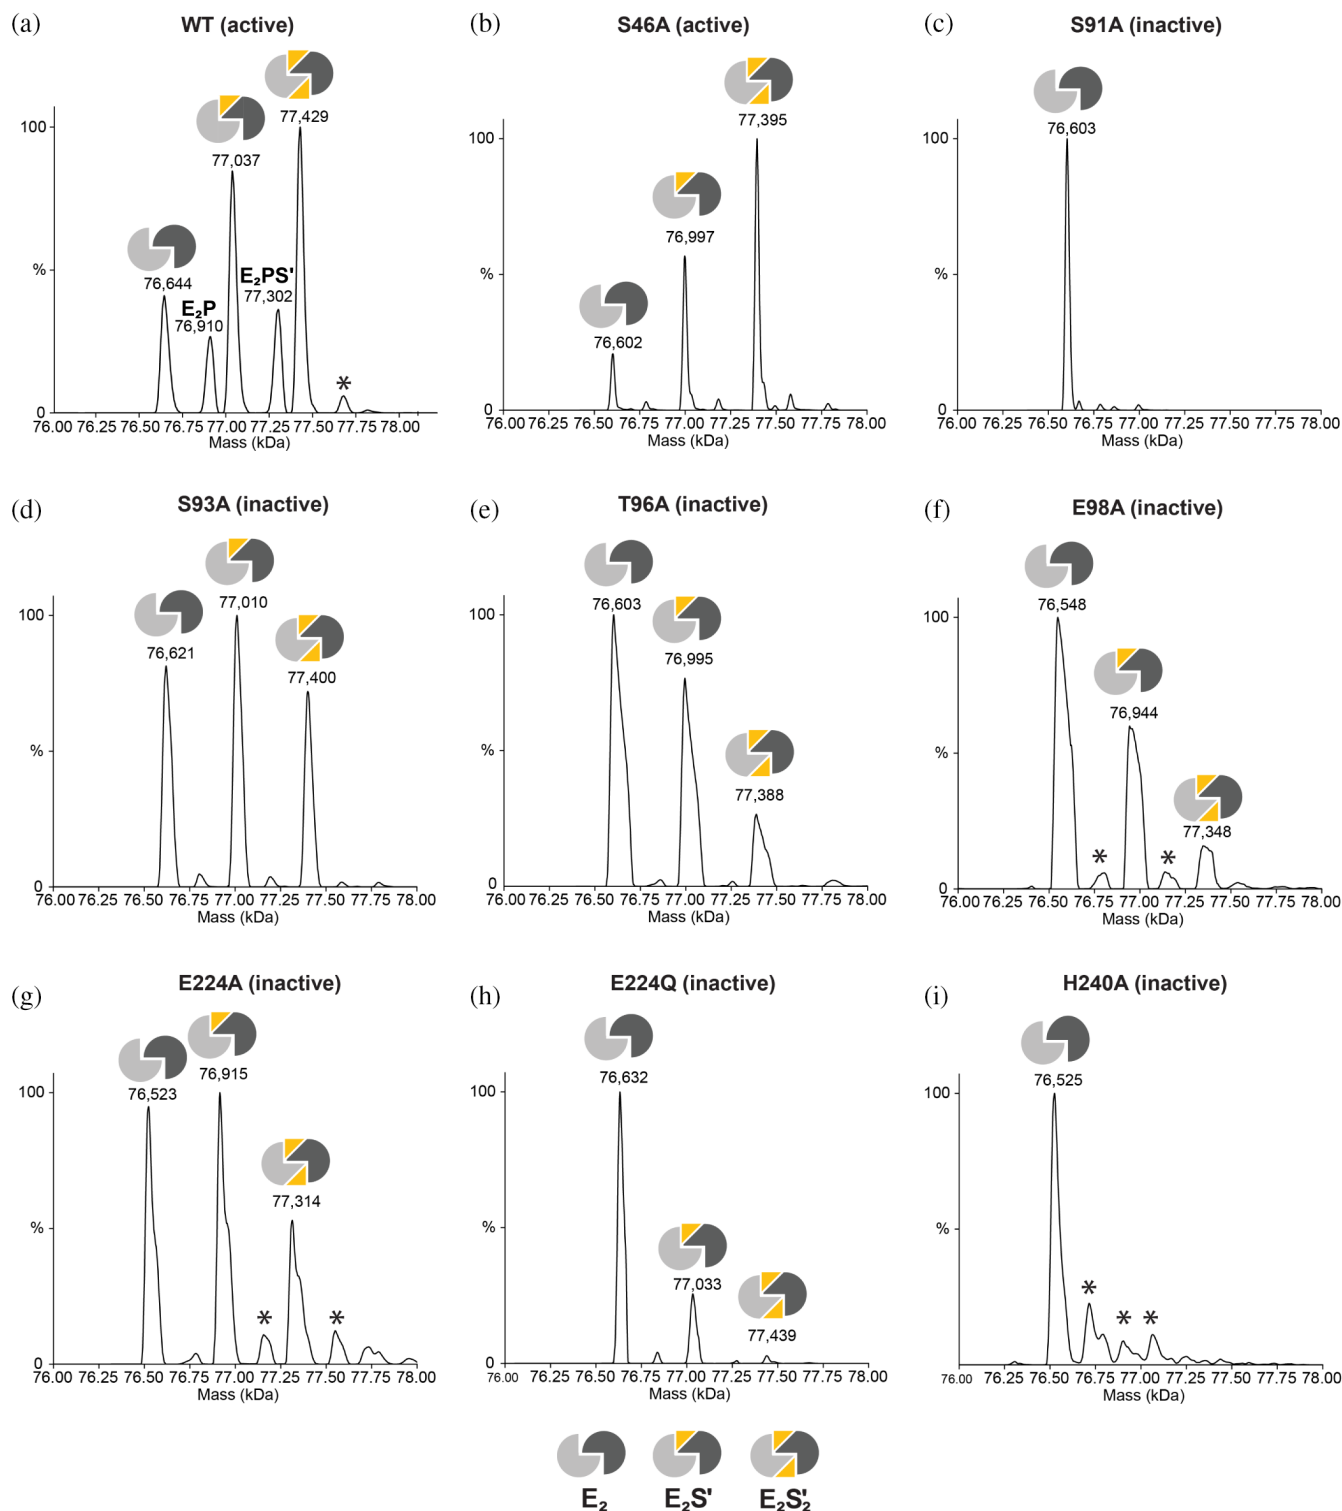 (a) WT (active)
77,429
77,037
76,644
E₂P
76,910
E₂PS'
77,302
*
100
%
0
76.00 76.25 76.50 76.75 77.00 77.25 77.50 77.75 78.00
Mass (kDa)
(b) S46A (active)
77,395
76,997
76,602
100
%
0
76.00 76.25 76.50 76.75 77.00 77.25 77.50 77.75 78.00
Mass (kDa)
(c) S91A (inactive)
76,603
100
%
0
76.00 76.25 76.50 76.75 77.00 77.25 77.50 77.75 78.00
Mass (kDa)
(d) S93A (inactive)
77,010
76,621
77,400
100
%
0
76.00 76.25 76.50 76.75 77.00 77.25 77.50 77.75 78.00
Mass (kDa)
(e) T96A (inactive)
76,603
76,995
77,388
100
%
0
76.00 76.25 76.50 76.75 77.00 77.25 77.50 77.75 78.00
Mass (kDa)
(f) E98A (inactive)
76,548
76,944
77,348
* *
100
%
0
76.00 76.25 76.50 76.75 77.00 77.25 77.50 77.75 78.00
Mass (kDa)
(g) E224A (inactive)
76,523
76,915
77,314
* *
100
%
0
76.00 76.25 76.50 76.75 77.00 77.25 77.50 77.75 78.00
Mass (kDa)
(h) E224Q (inactive)
76,632
77,033
77,439
100
%
0
76.00 76.25 76.50 76.75 77.00 77.25 77.50 77.75 78.00
Mass (kDa)
(i) H240A (inactive)
76,525
* * *
100
%
0
76.00 76.25 76.50 76.75 77.00 77.25 77.50 77.75 78.00
Mass (kDa)
E₂ E₂S' E₂S'₂